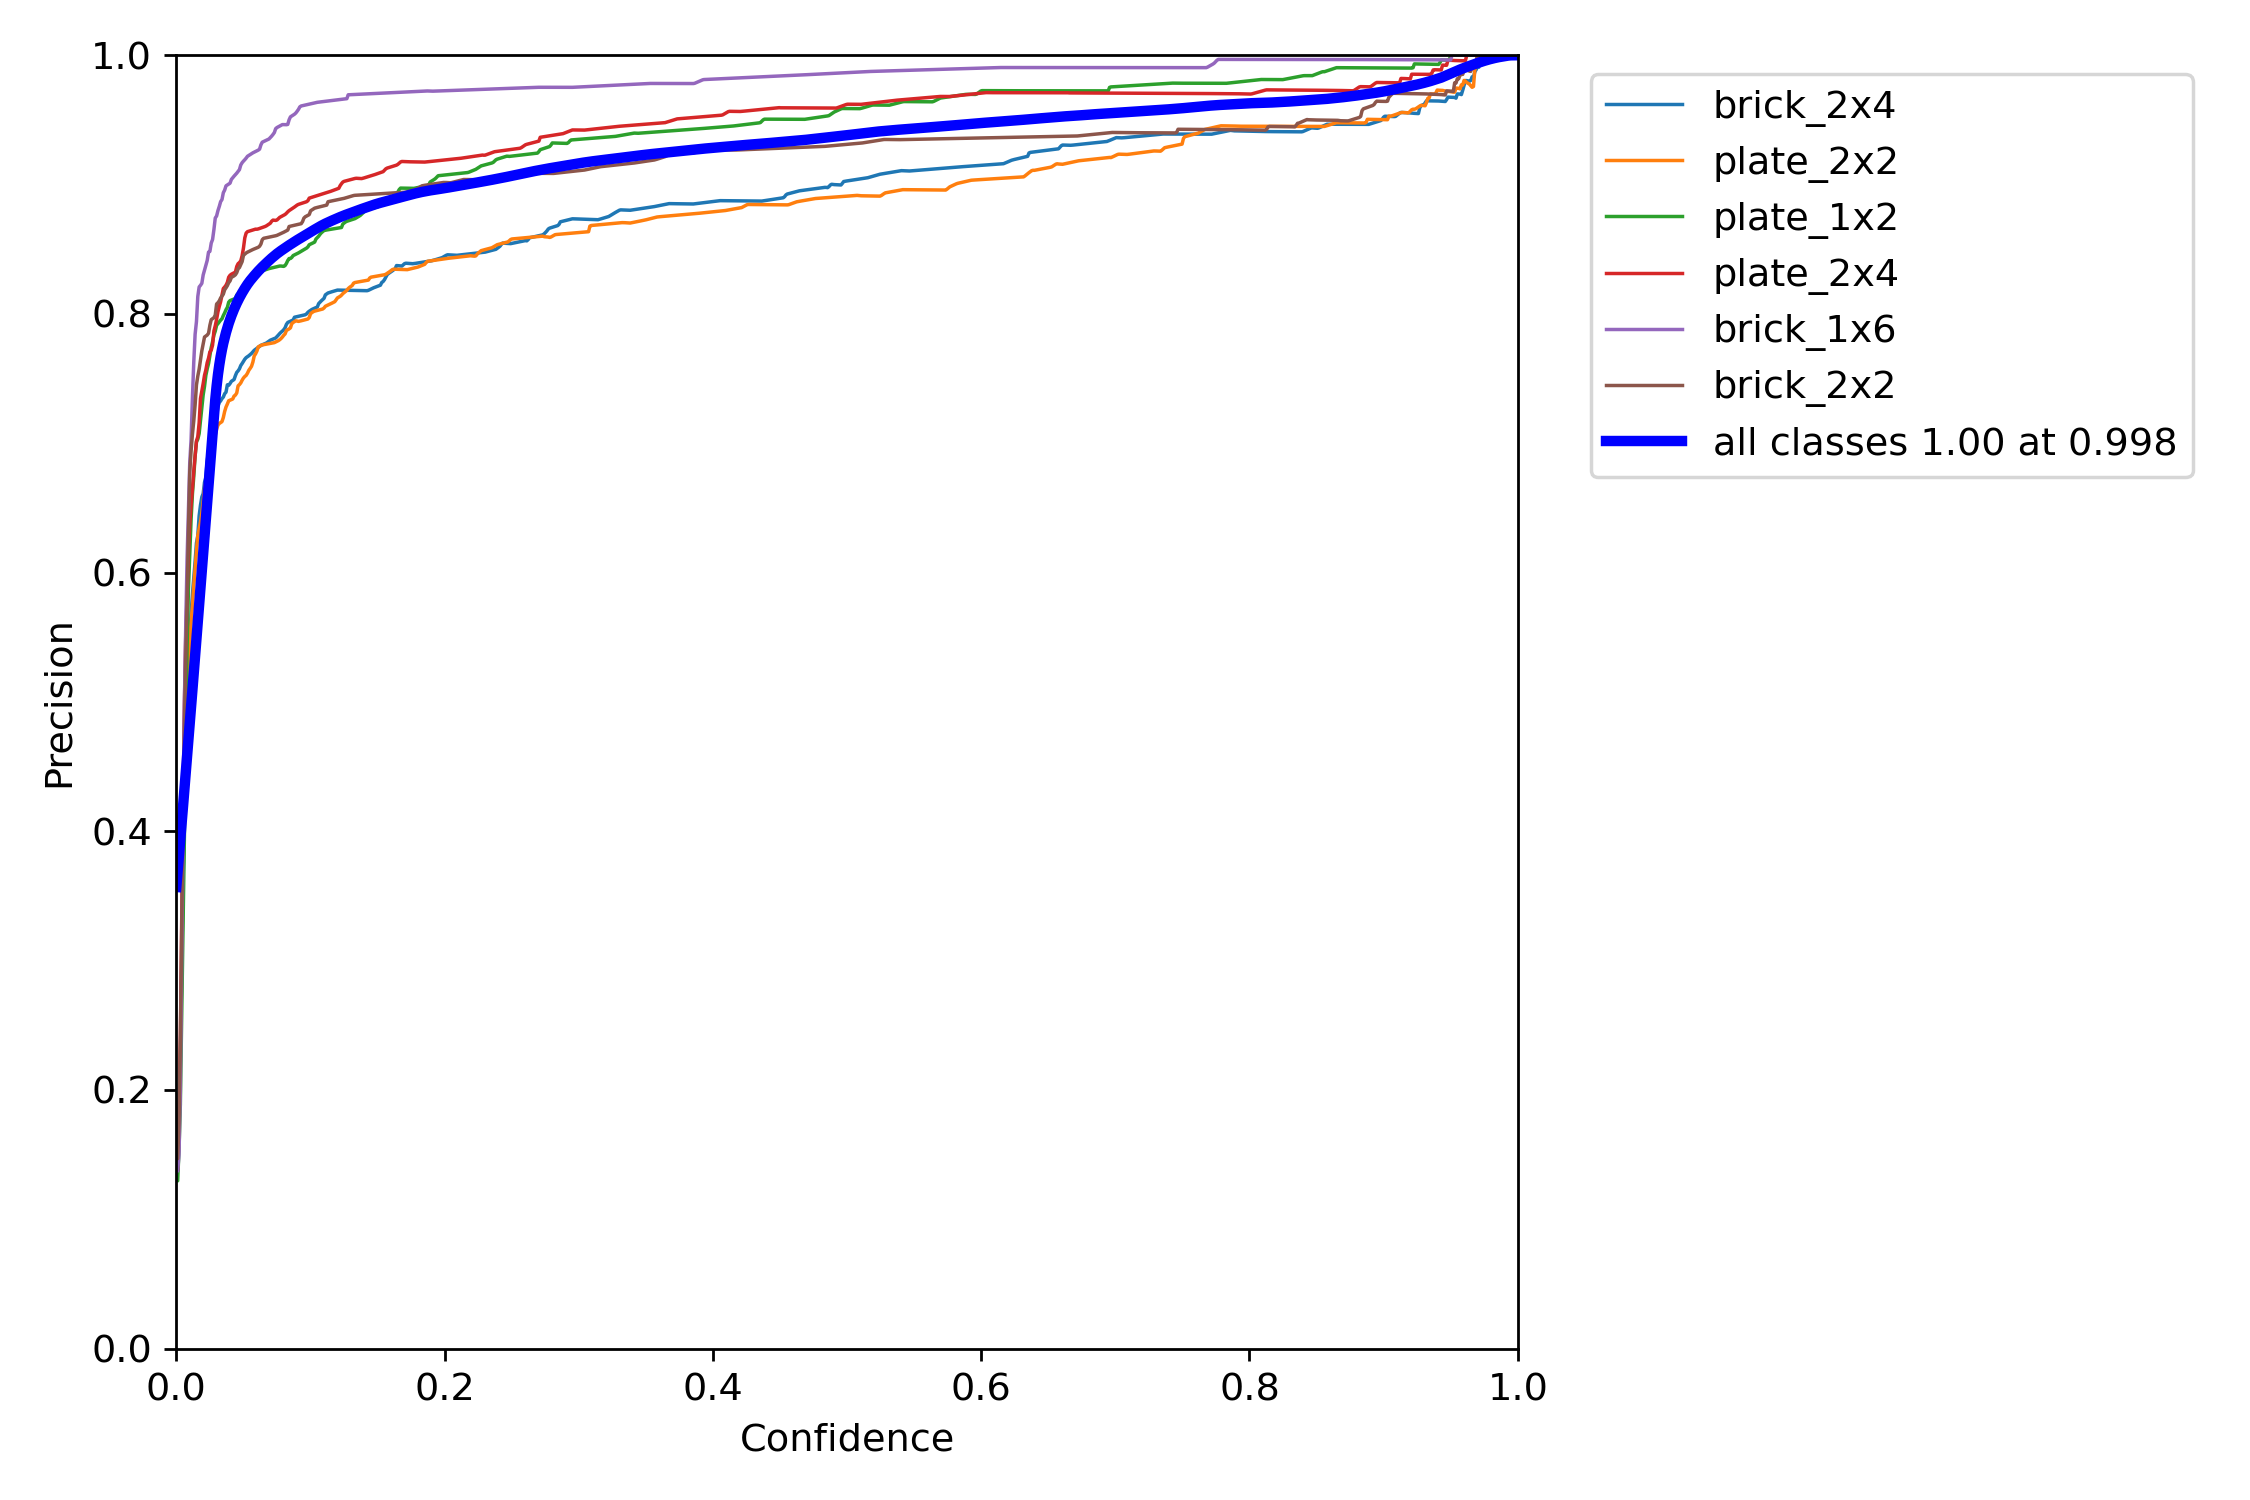 1.0
0.8
0.6
0.4
0.2
0.0
0.0 0.2 0.4 0.6 0.8 1.0
Precision
Confidence
brick_2x4
plate_2x2
plate_1x2
plate_2x4
brick_1x6
brick_2x2
all classes 1.00 at 0.998